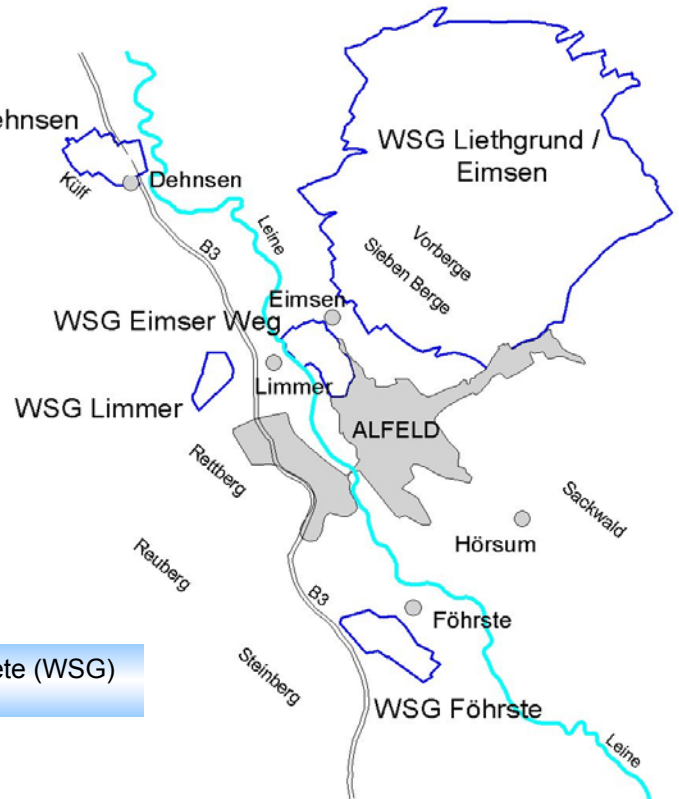 ehnsen
WSG Liethgrund /
Eimsen
Külf
Dehnsen
Leine
B3
Vorberge
Sieben Berge
Eimsen
WSG Eimser Weg
Limmer
WSG Limmer
ALFELD
Rettberg
Sackwald
Hörsum
Reuberg
B3
Föhrste
ete (WSG)
Steinberg
WSG Föhrste
Leine